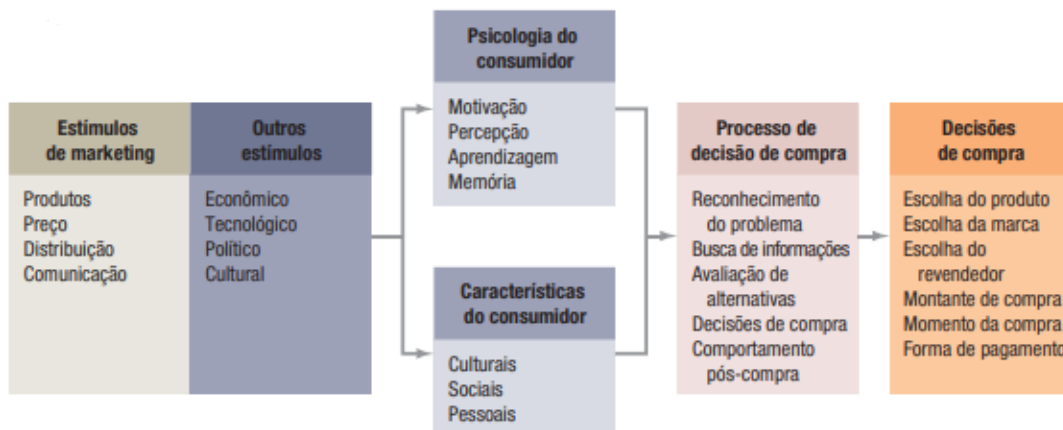 Estímulos
de marketing
Produtos
Preço
Distribuição
Comunicação
Outros
estímulos
Econômico
Tecnológico
Político
Cultural
Psicologia do
consumidor
Motivação
Percepção
Aprendizagem
Memória
Características
do consumidor
Culturais
Sociais
Pessoais
Processo de
decisão de compra
Reconhecimento
do problema
Busca de informações
Avaliação de
alternativas
Decisões de compra
Comportamento
pós-compra
Decisões
de compra
Escolha do produto
Escolha da marca
Escolha do
revendedor
Montante de compra
Momento da compra
Forma de pagamento